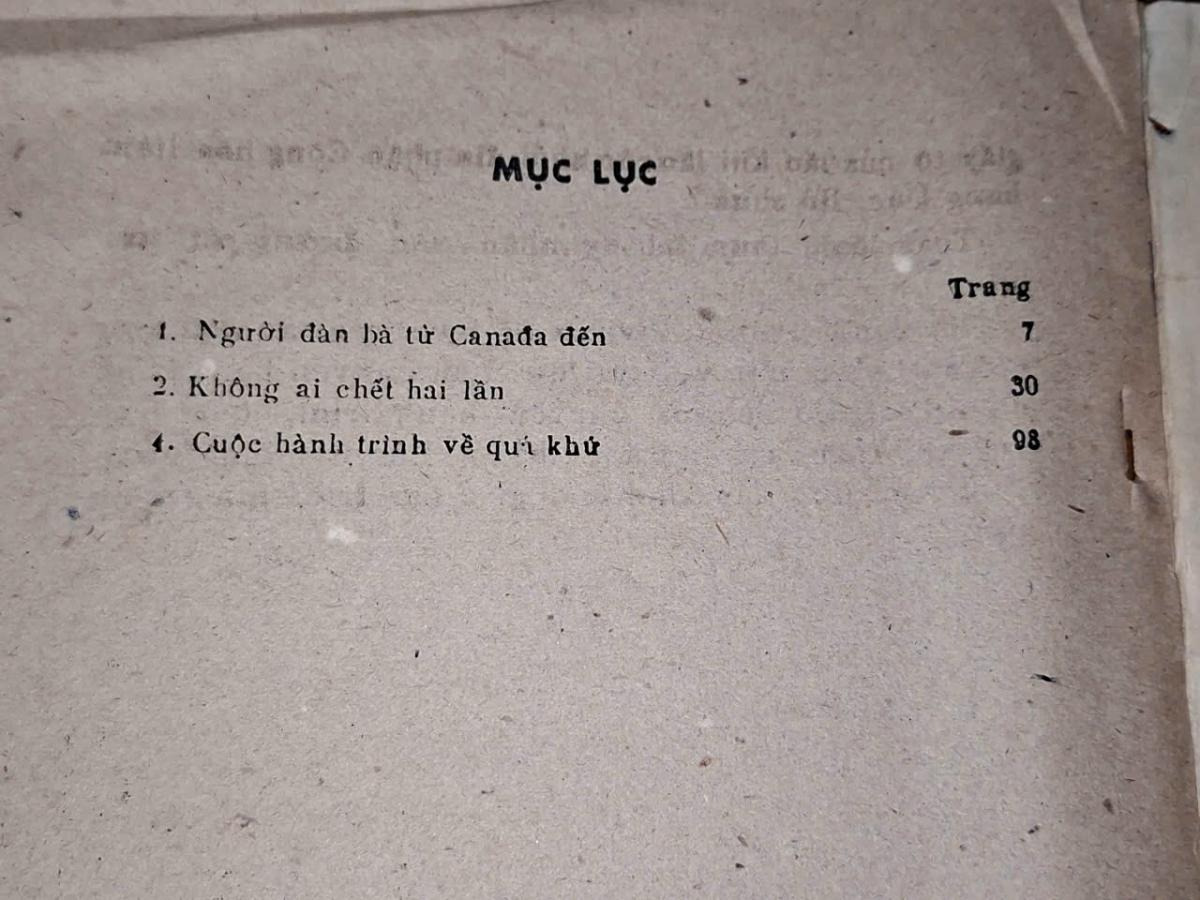 MỤC LỤC
Trang
1. Người đàn bà từ Canađa đến 7
2. Không ai chết hai lần 30
4. Cuộc hành trình về quá khứ 98